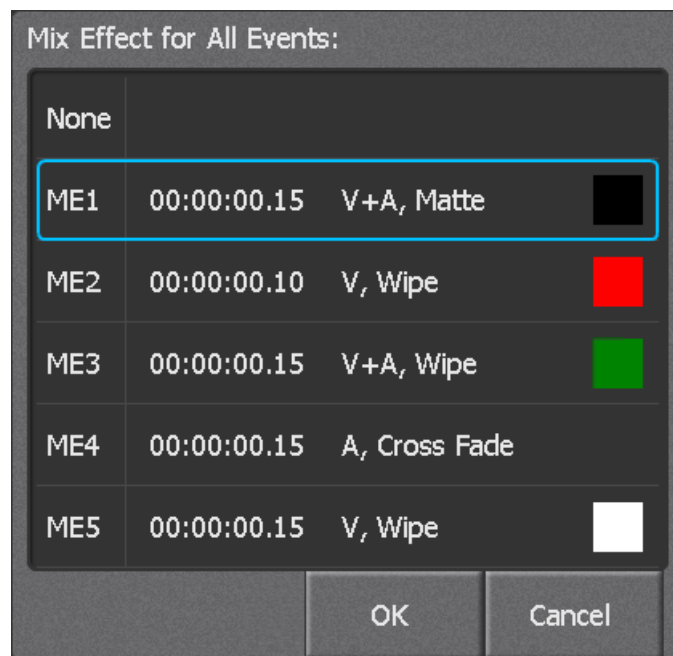 Mix Effect for All Events:
None
ME1 00:00:00.15 V+A, Matte
ME2 00:00:00.10 V, Wipe
ME3 00:00:00.15 V+A, Wipe
ME4 00:00:00.15 A, Cross Fade
ME5 00:00:00.15 V, Wipe
OK Cancel